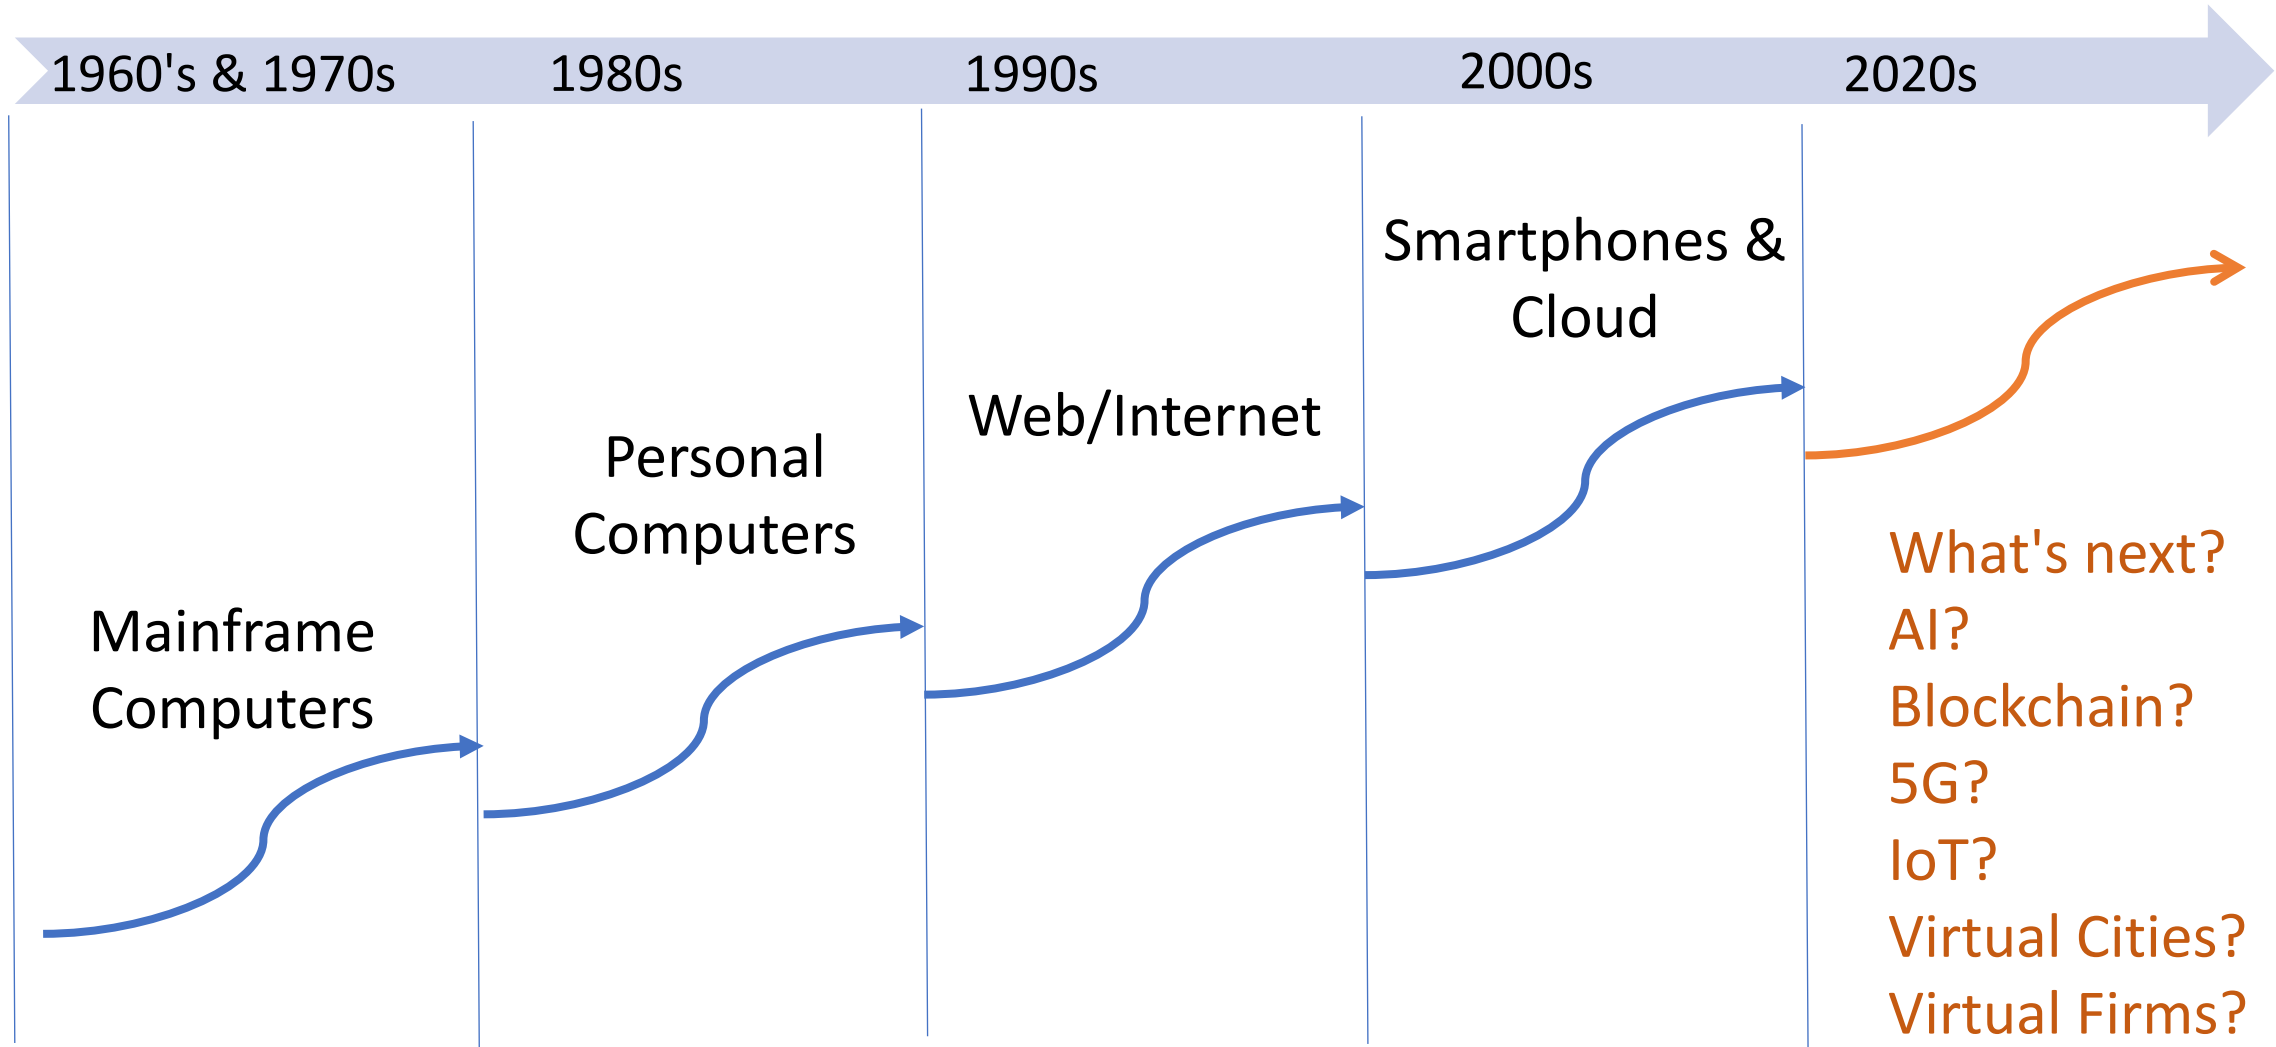 1960's & 1970s
1980s
1990s
2000s
2020s
Mainframe
Computers
Personal
Computers
Web/Internet
Smartphones &
Cloud
What's next?
AI?
Blockchain?
5G?
IoT?
Virtual Cities?
Virtual Firms?